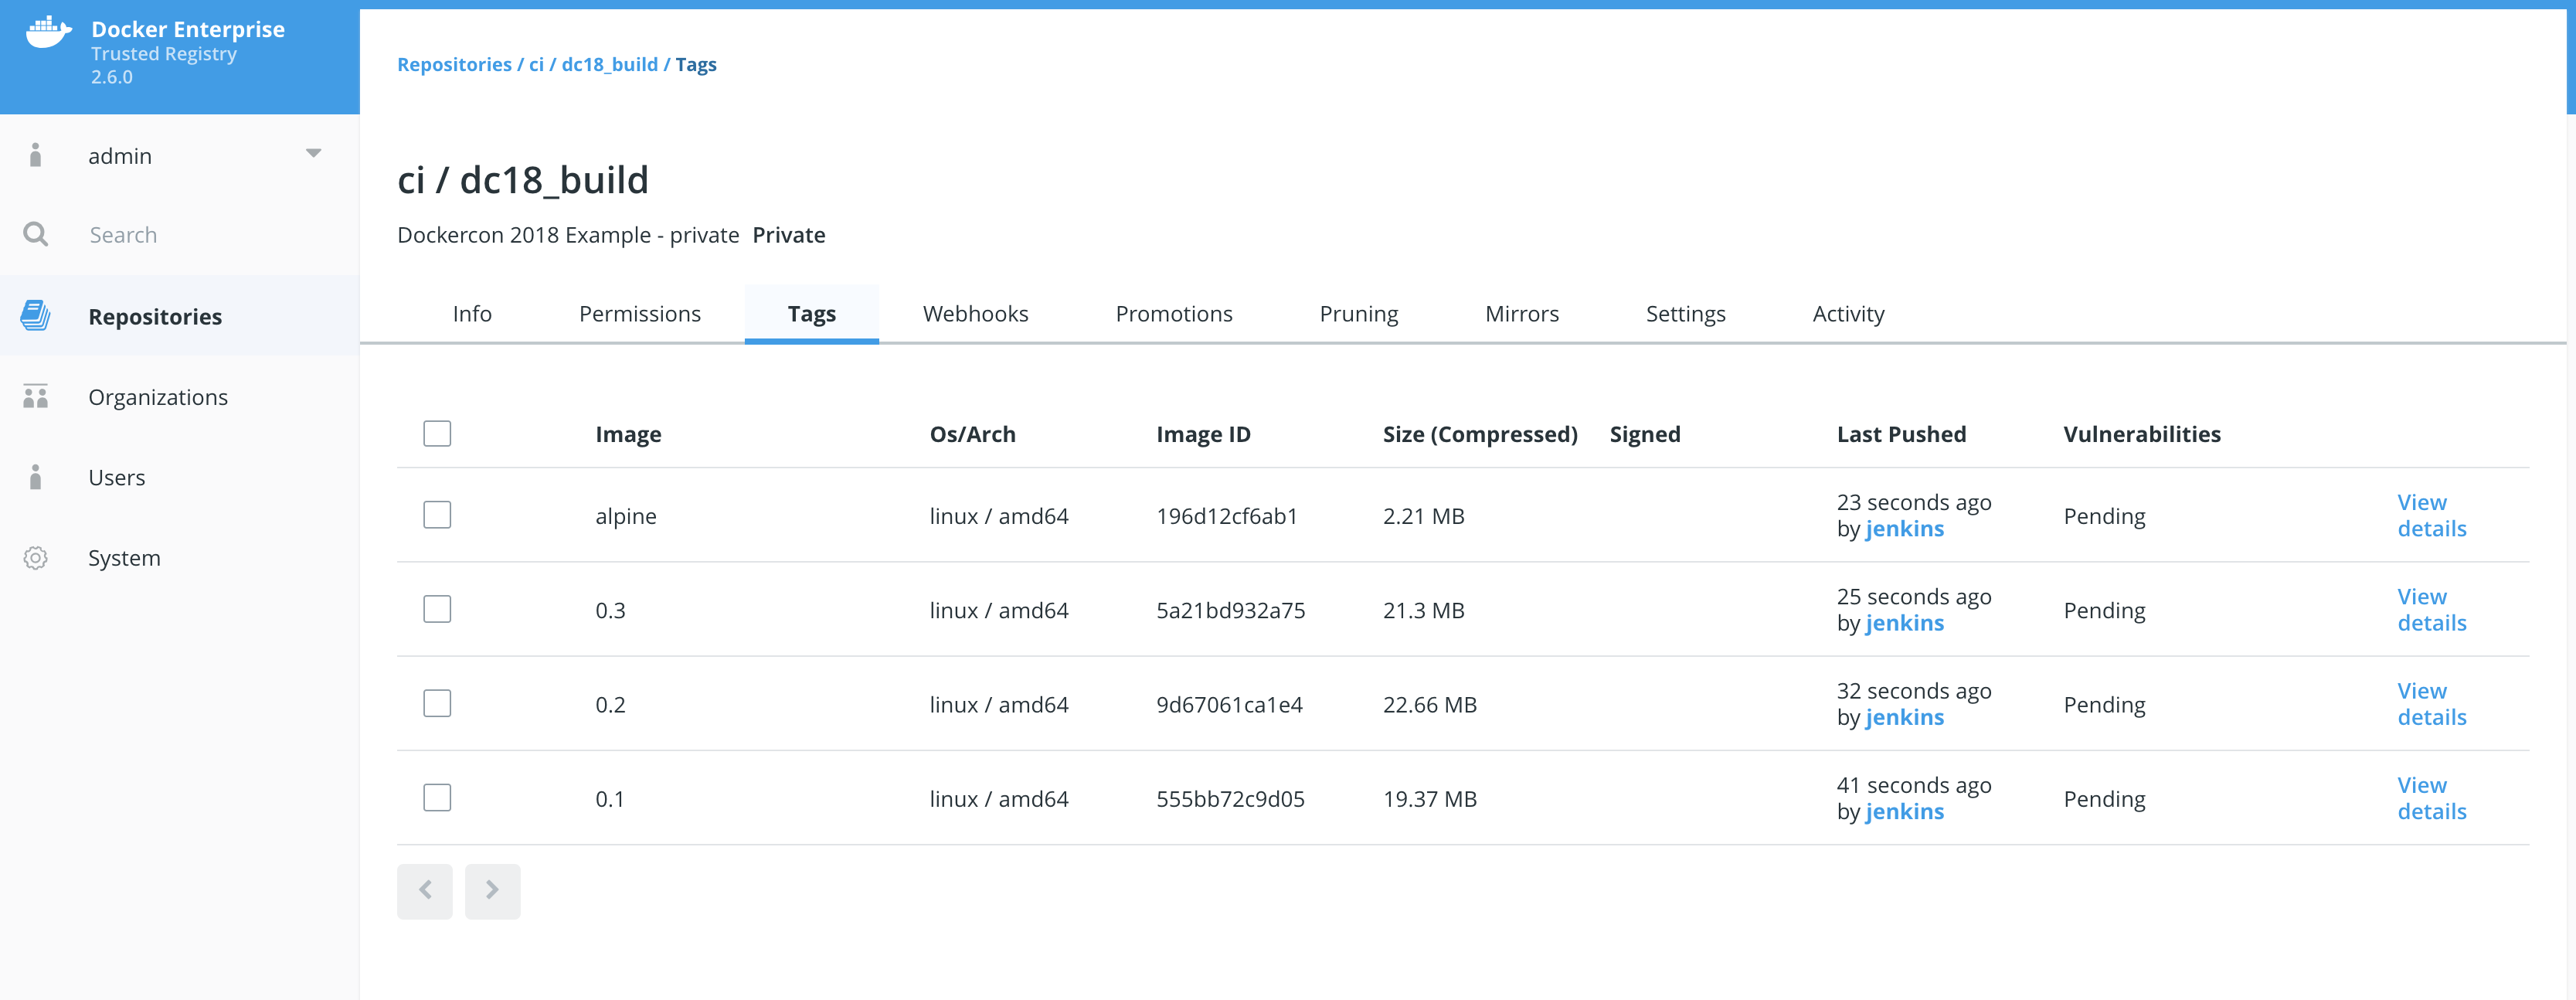 Docker Enterprise
Trusted Registry
2.6.0
admin
Search
Repositories
Organizations
Users
System
Repositories / ci / dc18_build / Tags
ci / dc18_build
Dockercon 2018 Example - private Private
Info Permissions Tags Webhooks Promotions Pruning Mirrors Settings Activity
Image Os/Arch Image ID Size (Compressed) Signed Last Pushed Vulnerabilities
alpine linux / amd64 196d12cf6ab1 2.21 MB 23 seconds ago by jenkins Pending View details
0.3 linux / amd64 5a21bd932a75 21.3 MB 25 seconds ago by jenkins Pending View details
0.2 linux / amd64 9d67061ca1e4 22.66 MB 32 seconds ago by jenkins Pending View details
0.1 linux / amd64 555bb72c9d05 19.37 MB 41 seconds ago by jenkins Pending View details